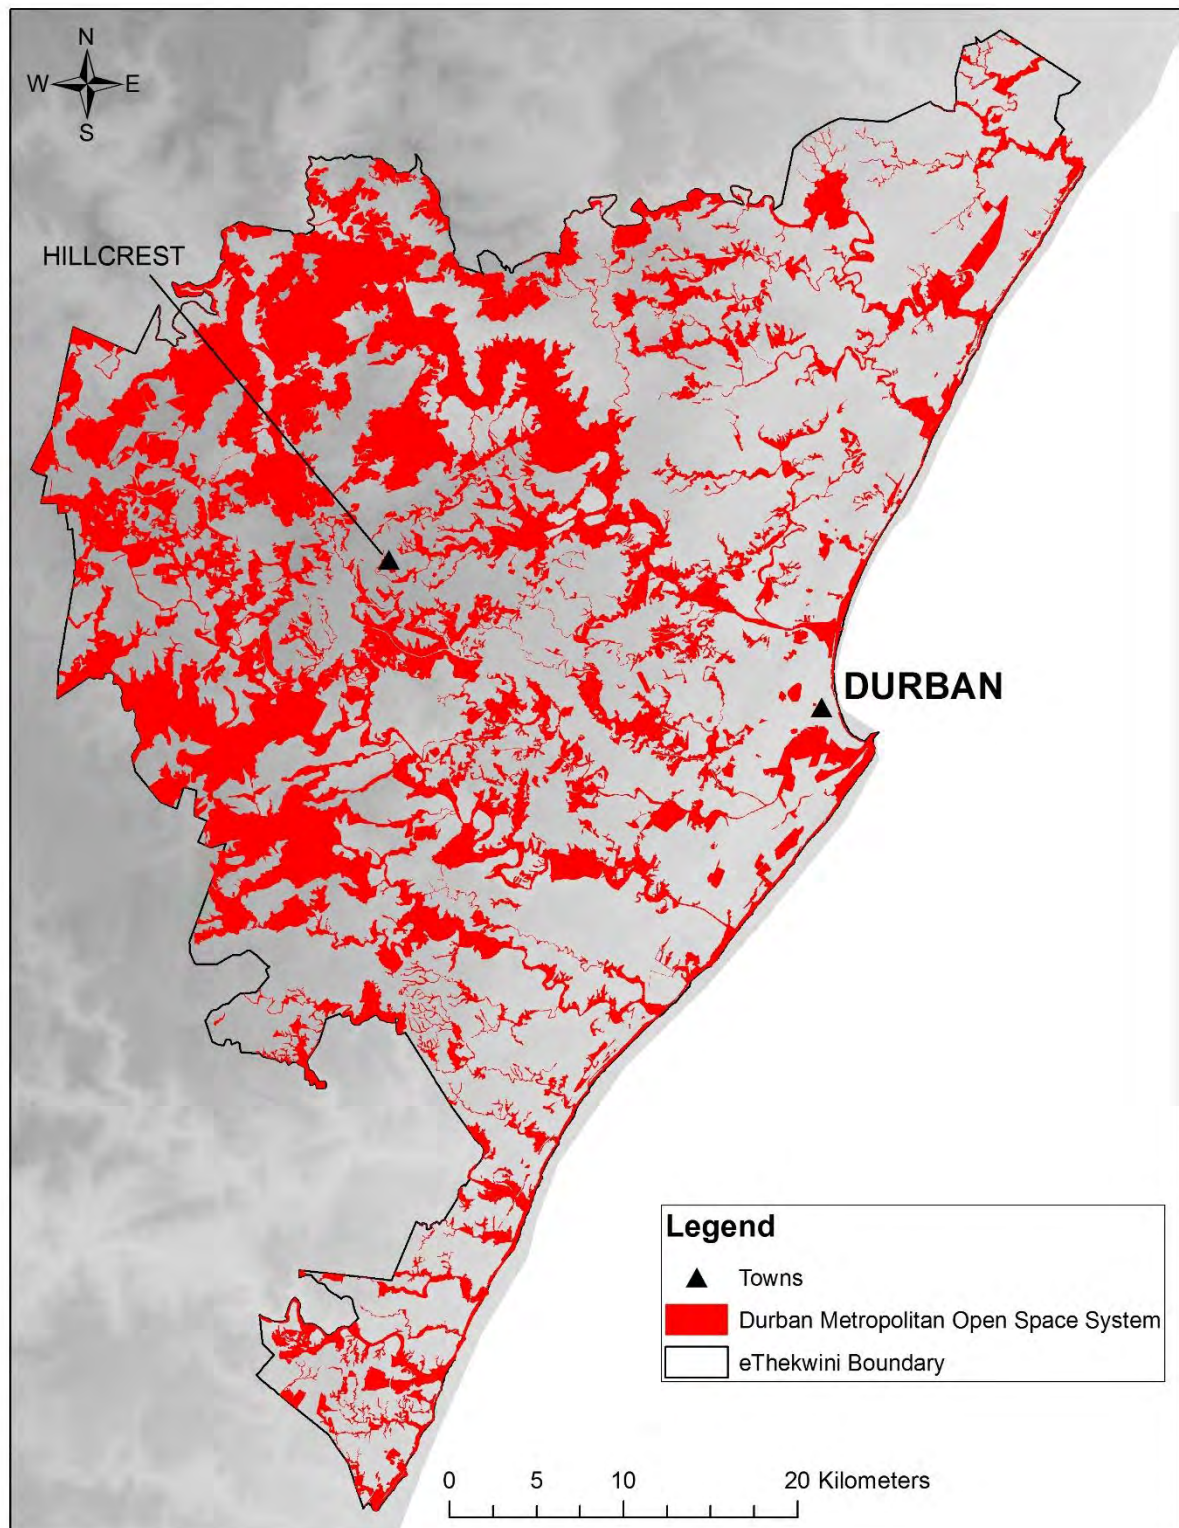 N
W E
S
HILLCREST
DURBAN
Legend
Towns
Durban Metropolitan Open Space System
eThekwini Boundary
0 5 10 20 Kilometers